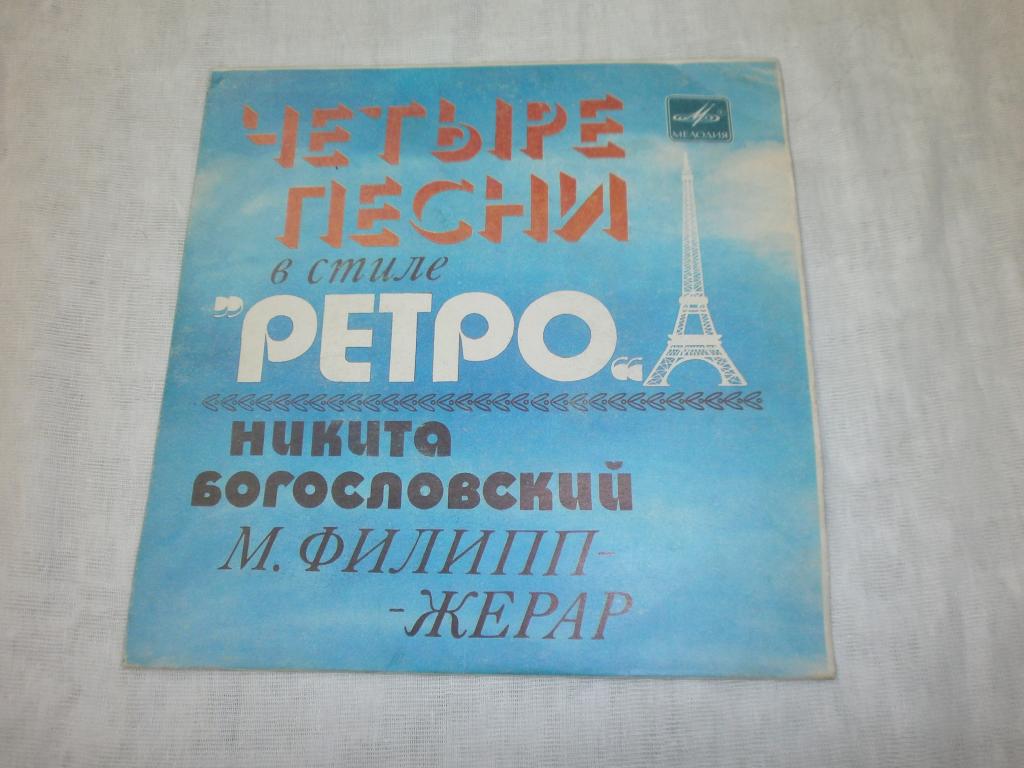 МЕЛОДИЯ
ЧЕТЫРЕ
ПЕСНИ
в стиле
"РЕТРО"
НИКИТА
БОГОСЛОВСКИЙ
М. ФИЛИПП-
-ЖЕРАР